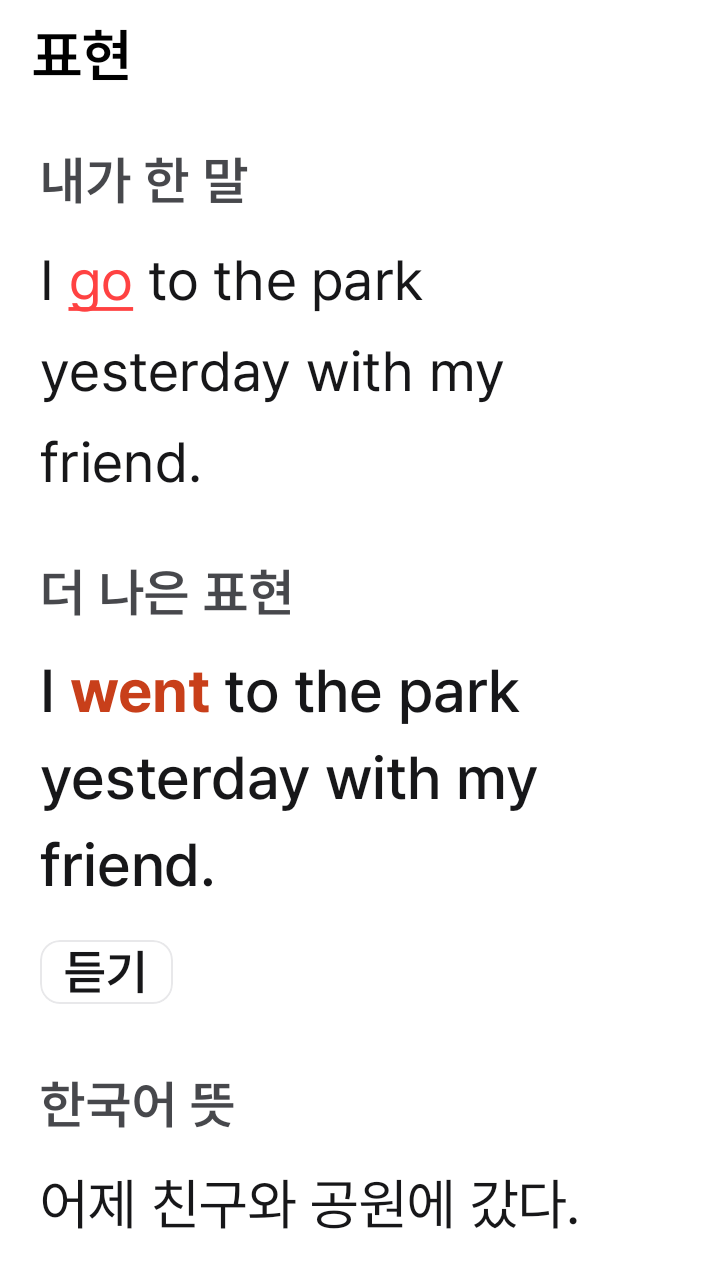 표현
내가 한 말
I go to the park
yesterday with my
friend.
더 나은 표현
I went to the park
yesterday with my
friend.
듣기
한국어 뜻
어제 친구와 공원에 갔다.